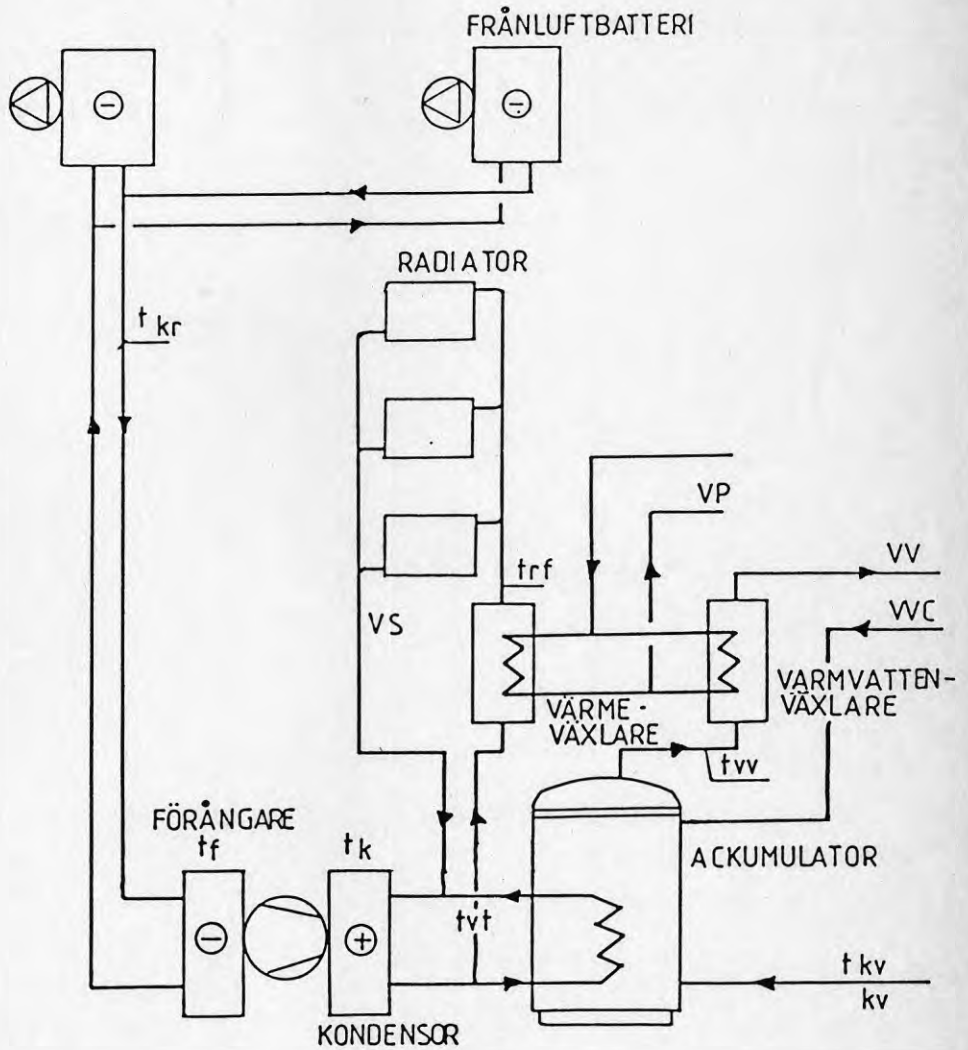 FRÅNLUFTBATTERI
RADIATOR
t kr
VP
trf
VV
VVC
VS
VÄRME-
VÄXLARE
VARMVATTEN-
VÄXLARE
tvv
FÖRÅNGARE
tf
tk
ACKUMULATOR
tvt
t kv
kv
KONDENSOR